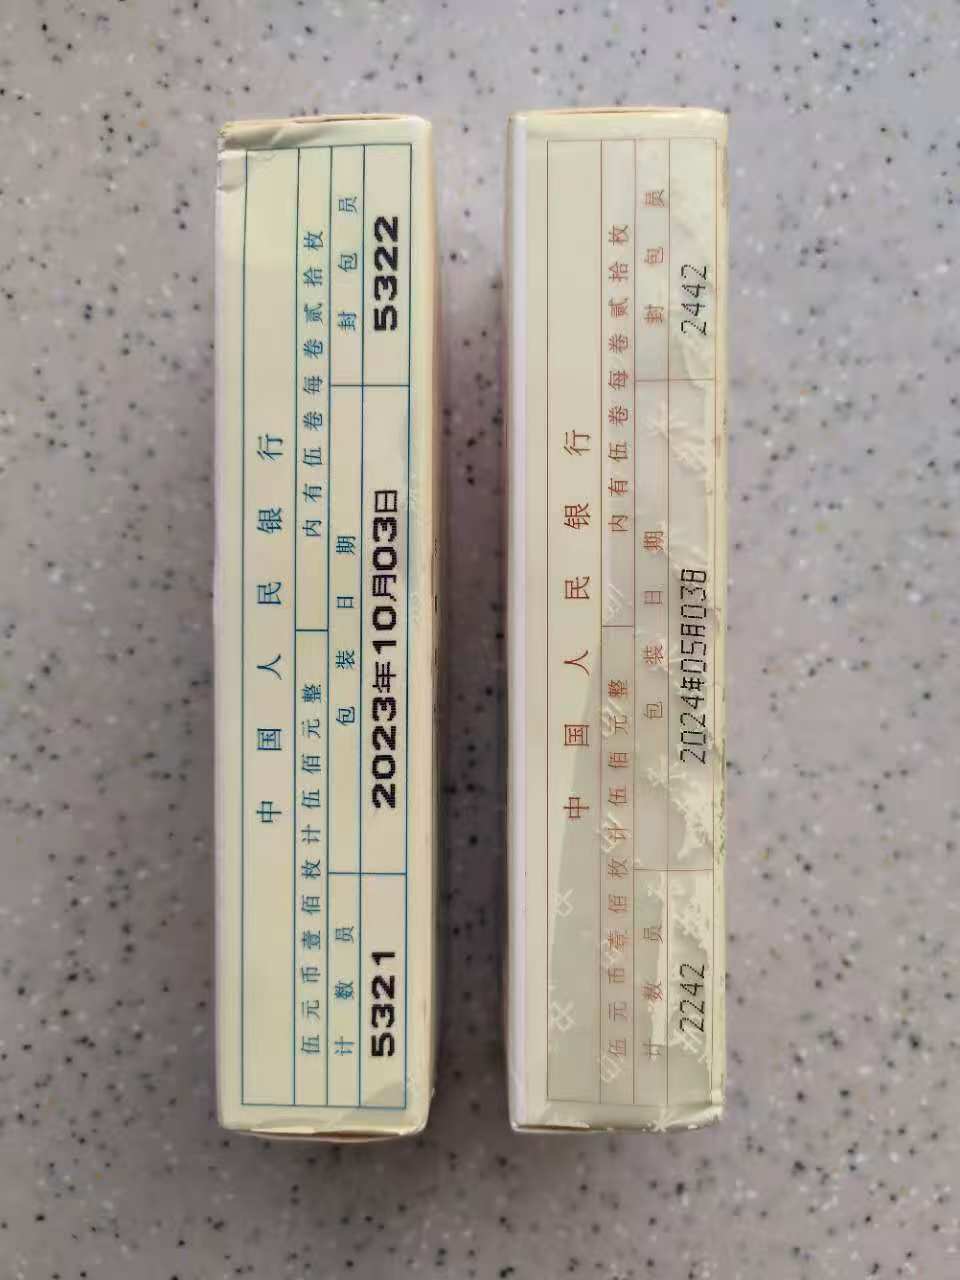 中国人民银行
伍元币壹佰枚计伍佰元整 内有伍卷每卷贰拾枚
计数员 包装日期 封包员
5321 2023年10月03日 5322
中国人民银行
伍元币壹佰枚计伍佰元整 内有伍卷每卷贰拾枚
计数员 包装日期 封包员
2242 2024年05月03日 2442